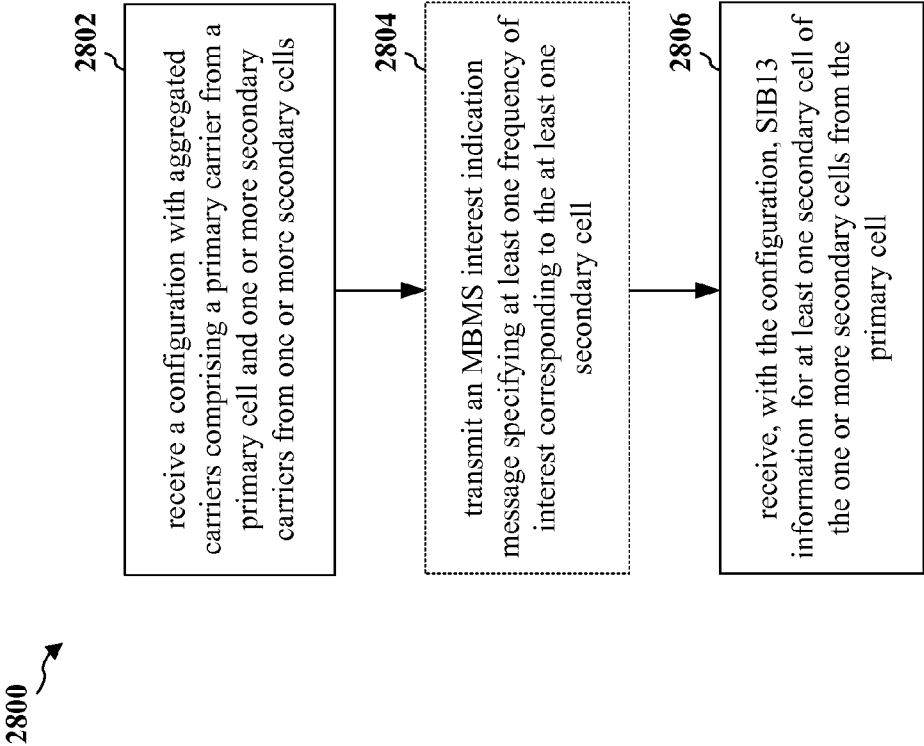 2800
2802
receive a configuration with aggregated
carriers comprising a primary carrier from a
primary cell and one or more secondary
carriers from one or more secondary cells
2804
transmit an MBMS interest indication
message specifying at least one frequency of
interest corresponding to the at least one
secondary cell
2806
receive, with the configuration, SIB13
information for at least one secondary cell of
the one or more secondary cells from the
primary cell